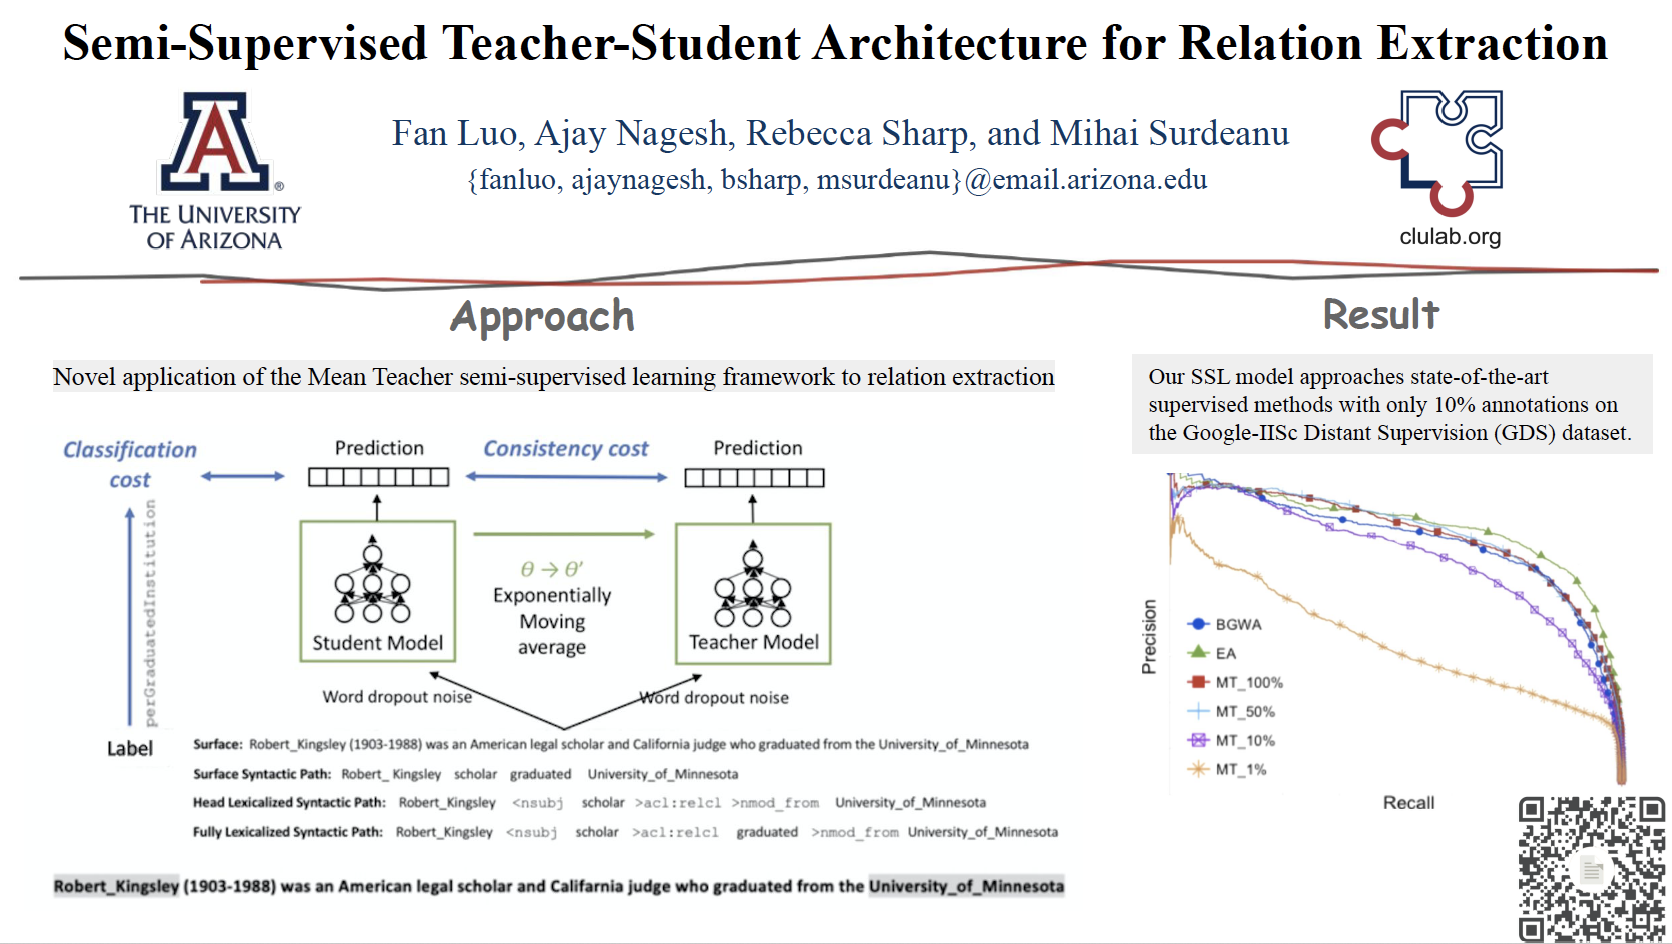 Semi-Supervised Teacher-Student Architecture for Relation Extraction
THE UNIVERSITY
OF ARIZONA
Fan Luo, Ajay Nagesh, Rebecca Sharp, and Mihai Surdeanu
{fanluo, ajaynagesh, bsharp, msurdeanu}@email.arizona.edu
clulab.org
Approach
Novel application of the Mean Teacher semi-supervised learning framework to relation extraction
Classification
cost
perGraduatedInstitution
Label
Prediction
Consistency cost
Prediction
θ → θ'
Exponentially
Moving
average
Student Model
Teacher Model
Word dropout noise
Word dropout noise
Surface: Robert_Kingsley (1903-1988) was an American legal scholar and California judge who graduated from the University_of_Minnesota
Surface Syntactic Path: Robert_ Kingsley scholar graduated University_of_Minnesota
Head Lexicalized Syntactic Path: Robert_Kingsley <nsubj scholar >acl:relcl >nmod_from University_of_Minnesota
Fully Lexicalized Syntactic Path: Robert_Kingsley <nsubj scholar >acl:relcl graduated >nmod_from University_of_Minnesota
Robert_Kingsley (1903-1988) was an American legal scholar and Califarnia judge who graduated from the University_of_Minnesota
Result
Our SSL model approaches state-of-the-art
supervised methods with only 10% annotations on
the Google-IISc Distant Supervision (GDS) dataset.
Precision
BGWA
EA
MT_100%
MT_50%
MT_10%
MT_1%
Recall